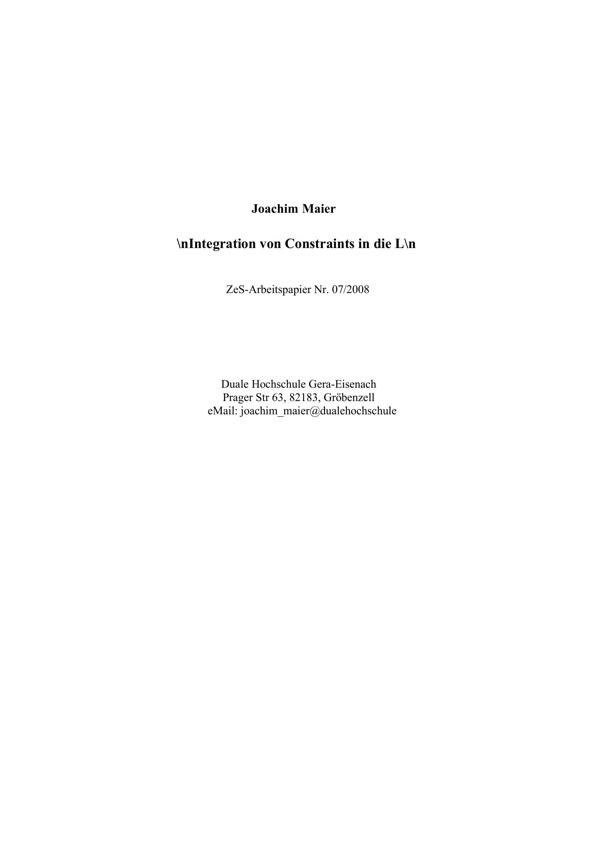 Joachim Maier
\nIntegration von Constraints in die L\n
ZeS-Arbeitspapier Nr. 07/2008
Duale Hochschule Gera-Eisenach
Prager Str 63, 82183, Gröbenzell
eMail: joachim_maier@dualehochschule